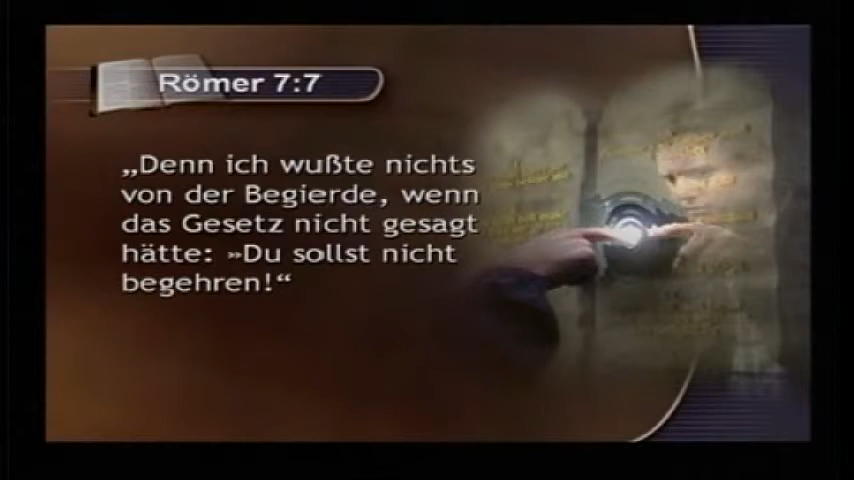 Römer 7:7
„Denn ich wußte nichts
von der Begierde, wenn
das Gesetz nicht gesagt
hätte: »Du sollst nicht
begehren!“